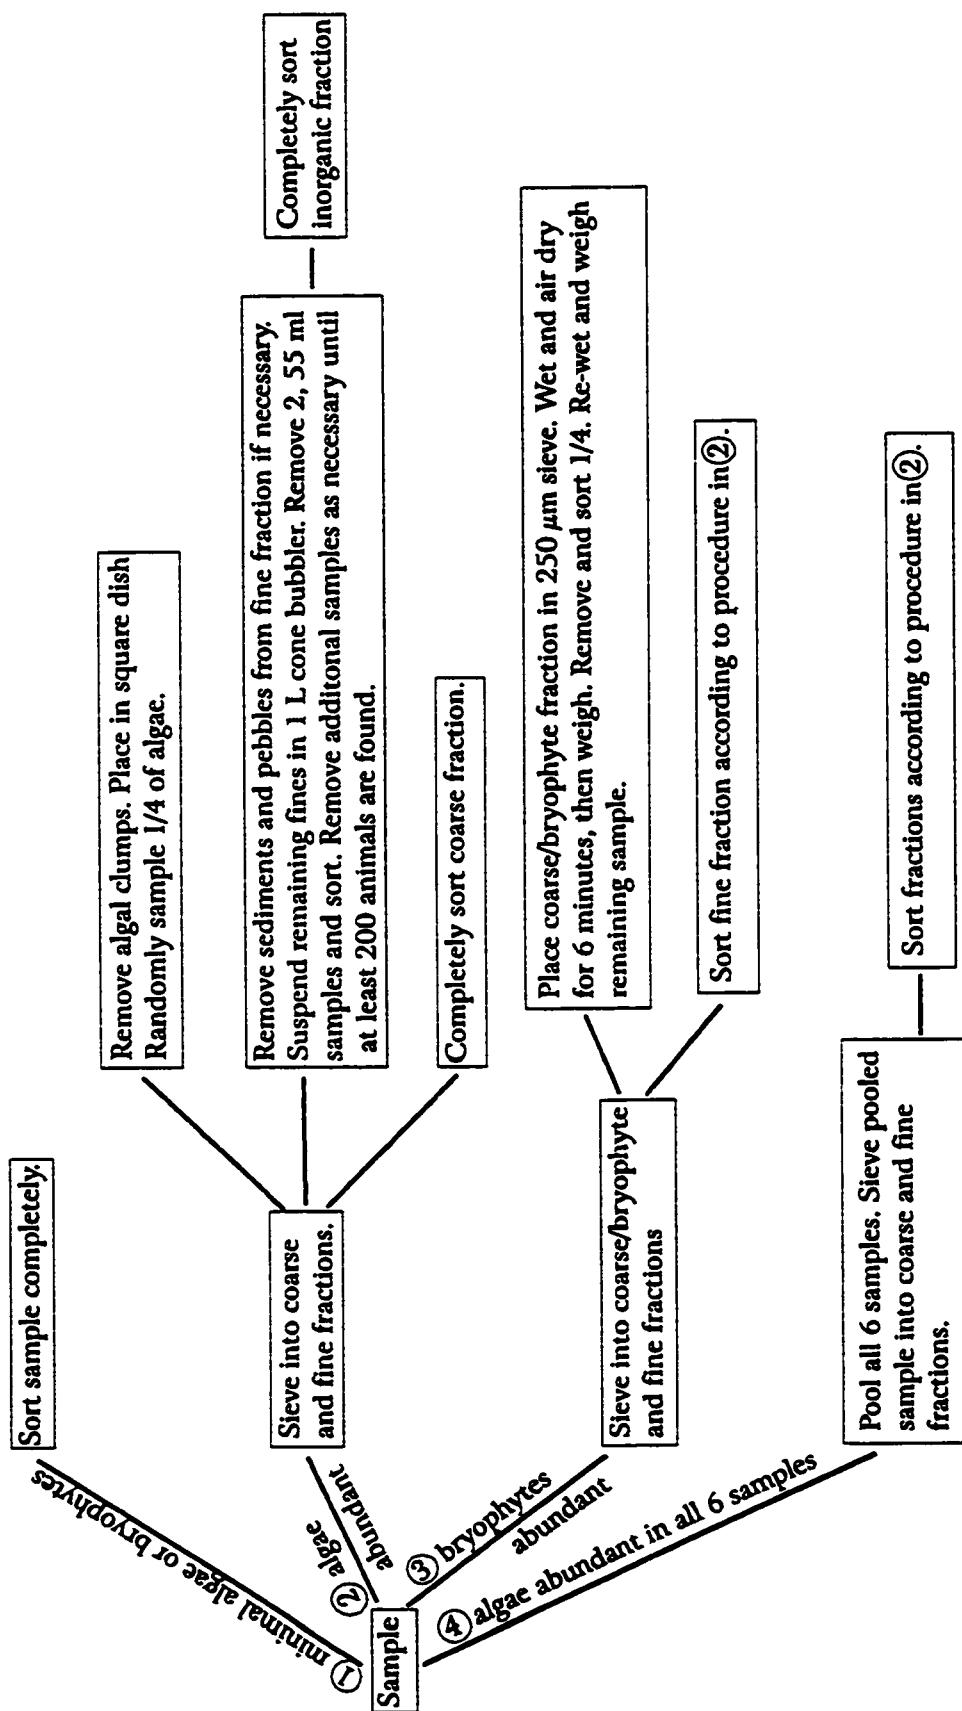 Sample
① minimal algae or bryophytes
Sort sample completely.
② algae
abundant
Sieve into coarse
and fine fractions.
Remove algal clumps. Place in square dish
Randomly sample 1/4 of algae.
Remove sediments and pebbles from fine fraction if necessary.
Suspend remaining fines in 1 L cone bubbler. Remove 2, 55 ml
samples and sort. Remove additonal samples as necessary until
at least 200 animals are found.
Completely sort
inorganic fraction
Completely sort coarse fraction.
③ bryophytes
abundant
Sieve into coarse/bryophyte
and fine fractions
Place coarse/bryophyte fraction in 250 µm sieve. Wet and air dry
for 6 minutes, then weigh. Remove and sort 1/4. Re-wet and weigh
remaining sample.
Sort fine fraction according to procedure in ②.
④ algae abundant in all 6 samples
Pool all 6 samples. Sieve pooled
sample into coarse and fine
fractions.
Sort fractions according to procedure in ②.